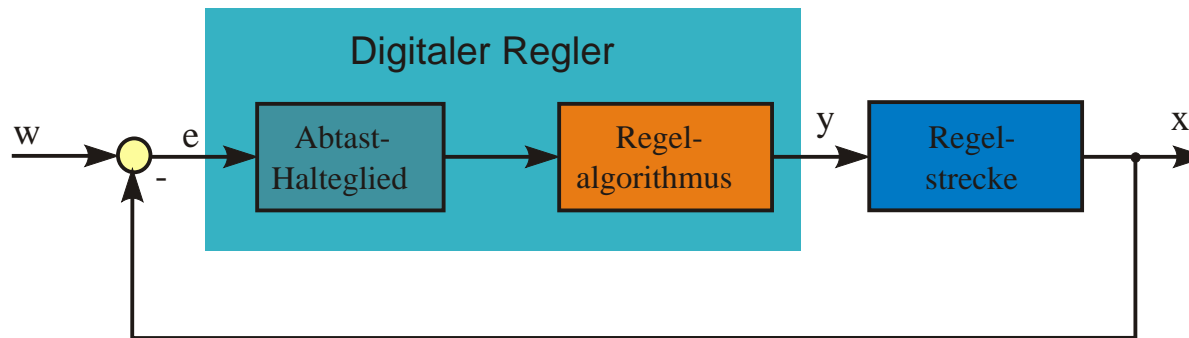 Digitaler Regler
w
e
Abtast-
Halteglied
Regel-
algorithmus
y
Regel-
strecke
x
-